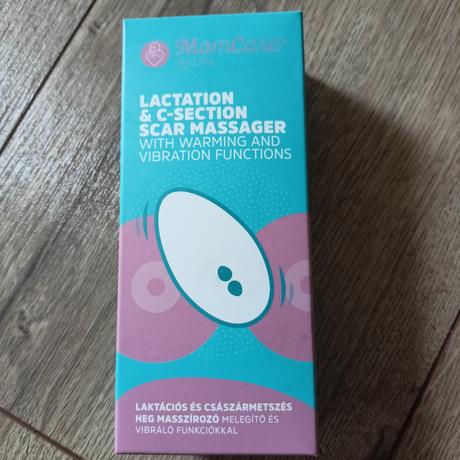 MomCare®
by Lina
LACTATION
& C-SECTION
SCAR MASSAGER
WITH WARMING AND
VIBRATION FUNCTIONS
LAKTÁCIÓS ÉS CSÁSZÁRMETSZÉS
HEG MASSZÍROZÓ MELEGÍTŐ ÉS
VIBRÁLÓ FUNKCIÓKKAL